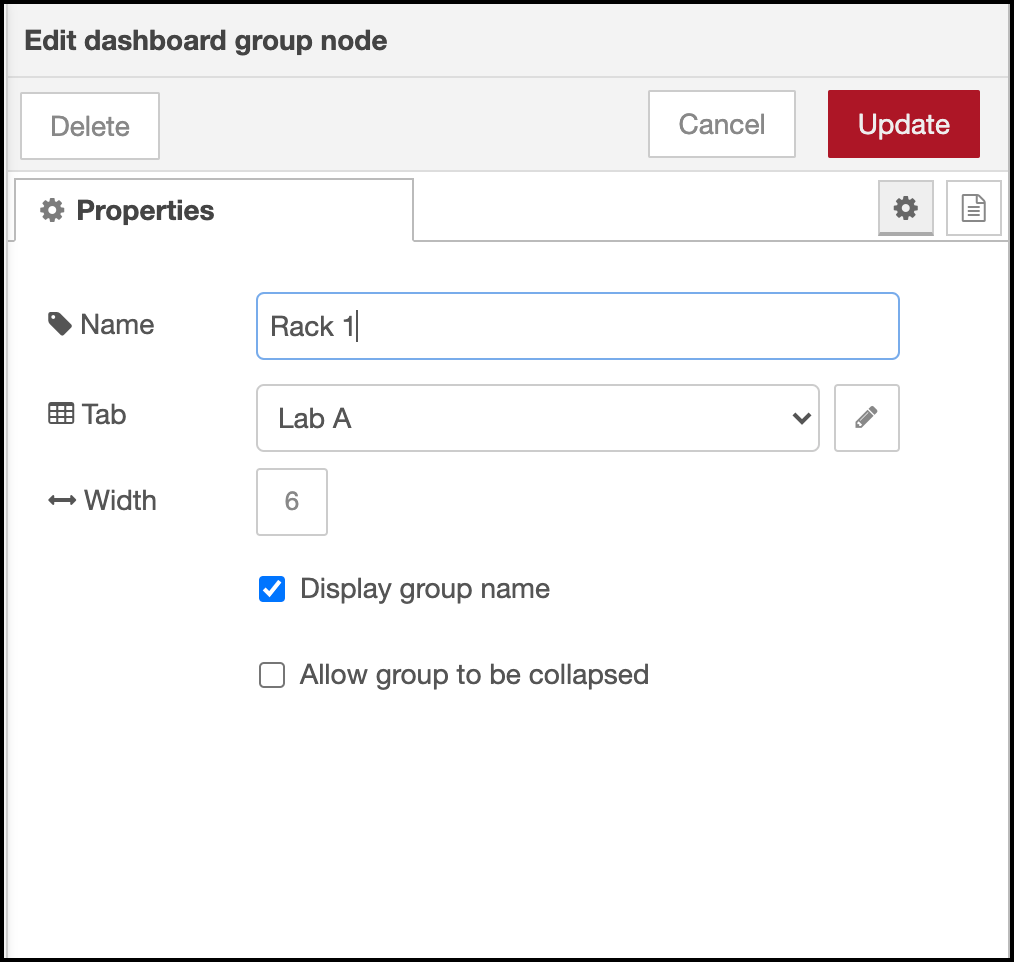 Edit dashboard group node
Delete
Cancel
Update
Properties
Name
Rack 1
Tab
Lab A
Width
6
Display group name
Allow group to be collapsed